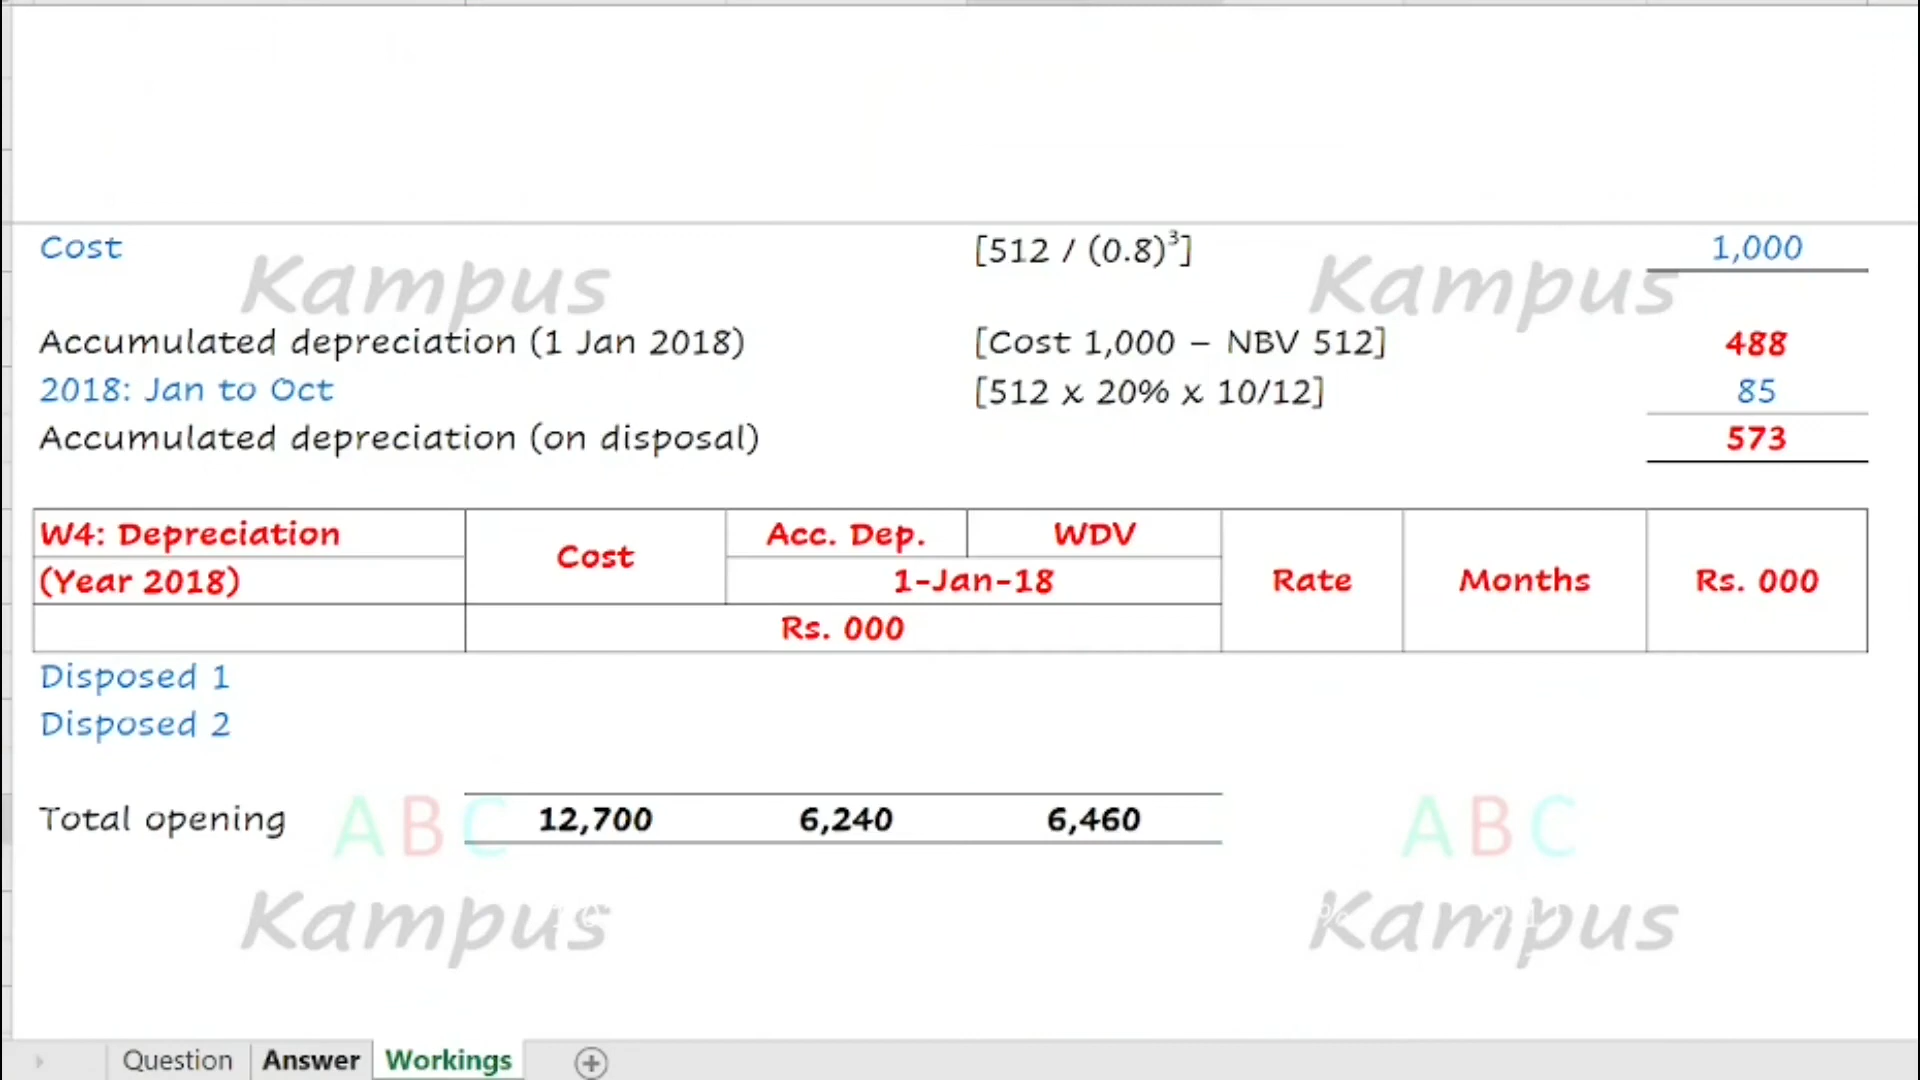 Cost [512 / (0.8)³] 1,000
Kampus Kampus
Accumulated depreciation (1 Jan 2018) [Cost 1,000 – NBV 512] 488
2018: Jan to Oct [512 x 20% x 10/12] 85
Accumulated depreciation (on disposal) 573
W4: Depreciation Cost Acc. Dep. WDV
(Year 2018) 1-Jan-18 Rate Months Rs. 000
Rs. 000
Disposed 1
Disposed 2
Total opening 12,700 6,240 6,460
ABC ABC
Kampus Kampus
Question Answer Workings